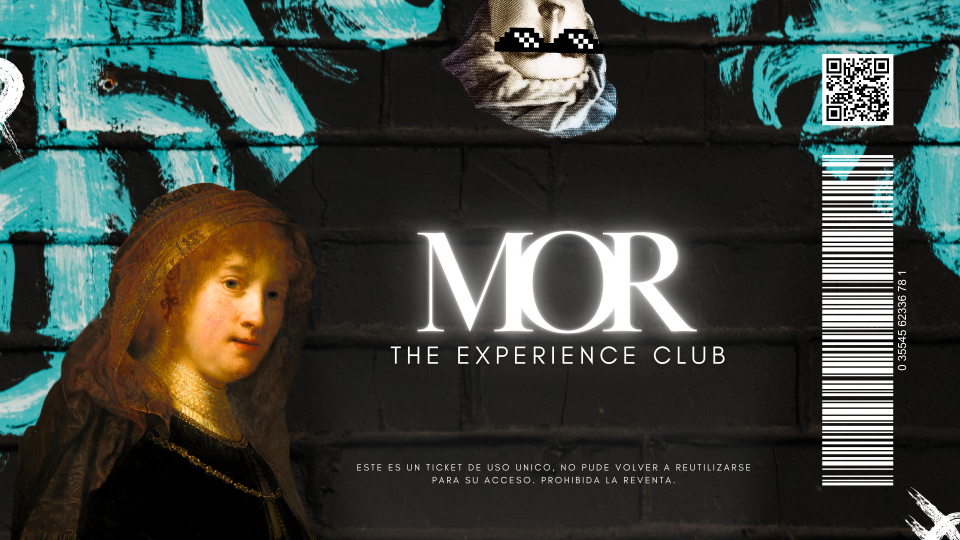 MOR
THE EXPERIENCE CLUB
ESTE ES UN TICKET DE USO UNICO, NO PUDE VOLVER A REUTILIZARSE
PARA SU ACCESO. PROHIBIDA LA REVENTA.
0 35545 62336 78 1